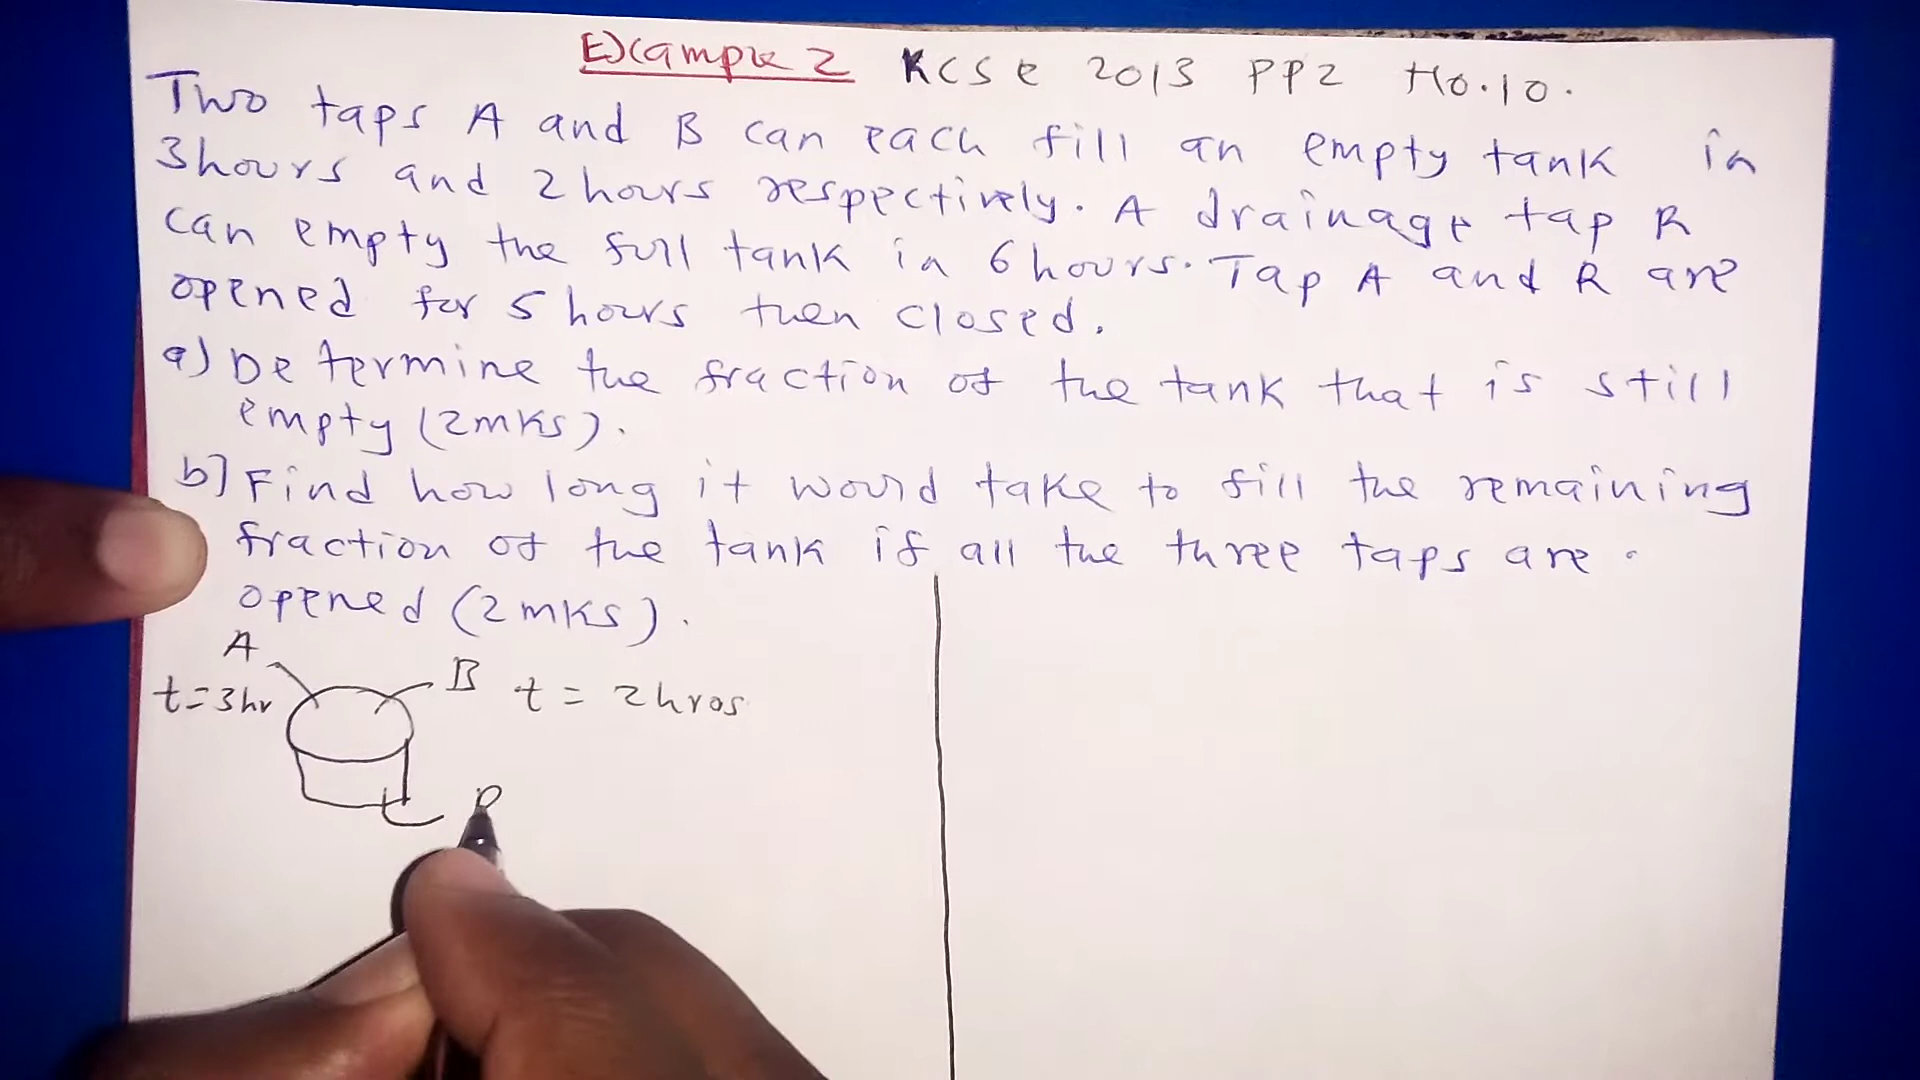 Example 2 KCSE 2013 PP2 No.10.
Two taps A and B can each fill an empty tank in
3hours and 2hours respectively. A drainage tap R
can empty the full tank in 6hours. Tap A and R are
opened for 5 hours then closed.
a) Determine the fraction of the tank that is still
empty (2mks).
b] Find how long it would take to fill the remaining
fraction of the tank if all the three taps are
opened (2mks).
A
B t = 2hros
t=3hr